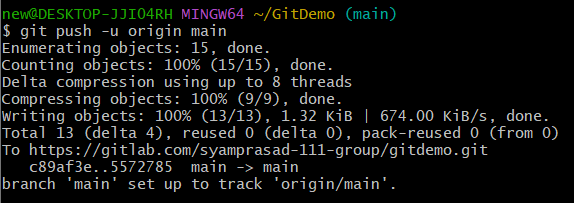 new@DESKTOP-JJIO4RH MINGW64 ~/GitDemo (main)
$ git push -u origin main
Enumerating objects: 15, done.
Counting objects: 100% (15/15), done.
Delta compression using up to 8 threads
Compressing objects: 100% (9/9), done.
Writing objects: 100% (13/13), 1.32 KiB | 674.00 KiB/s, done.
Total 13 (delta 4), reused 0 (delta 0), pack-reused 0 (from 0)
To https://gitlab.com/syamprasad-111-group/gitdemo.git
   c89af3e..5572785  main -> main
branch 'main' set up to track 'origin/main'.